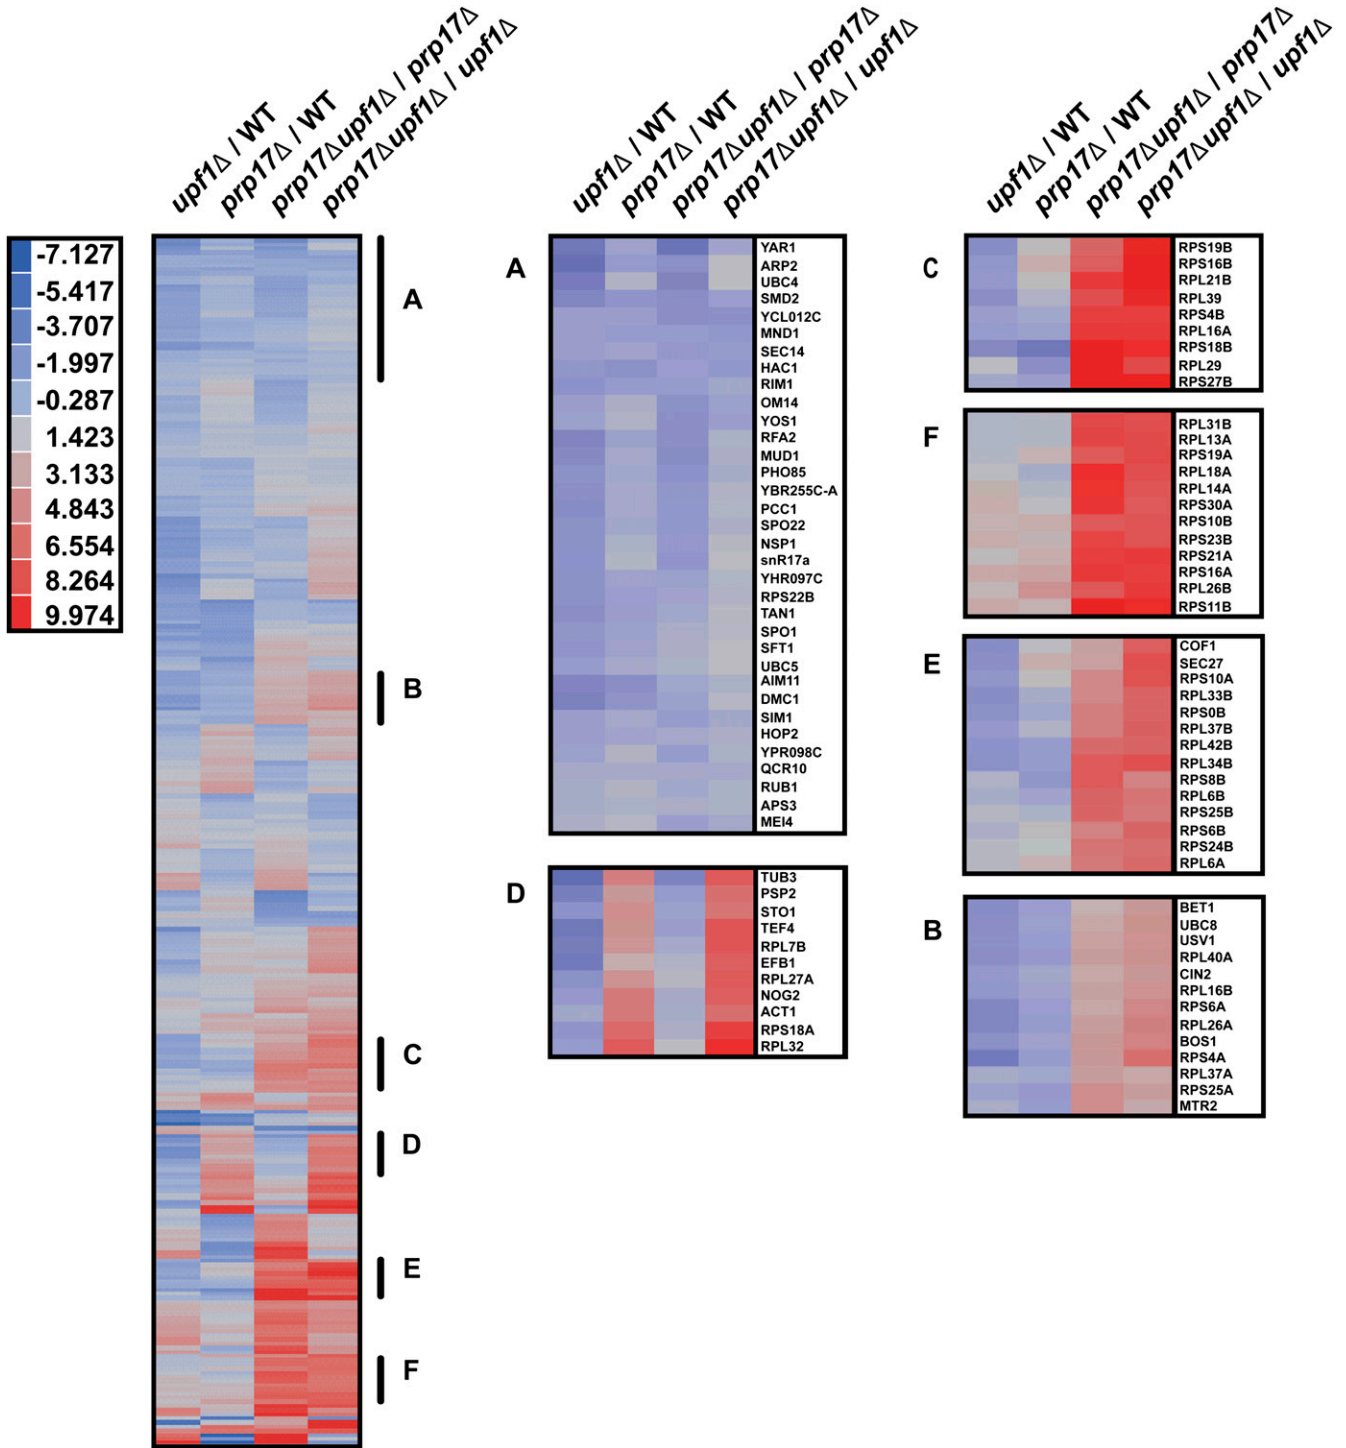 upf1Δ / WT
prp17Δ / WT
prp17Δupf1Δ / prp17Δ
prp17Δupf1Δ / upf1Δ
-7.127
-5.417
-3.707
-1.997
-0.287
1.423
3.133
4.843
6.554
8.264
9.974
A
B
C
D
E
F
upf1Δ / WT
prp17Δ / WT
prp17Δupf1Δ / prp17Δ
prp17Δupf1Δ / upf1Δ
A
YAR1
ARP2
UBC4
SMD2
YCL012C
MND1
SEC14
HAC1
RIM1
OM14
YOS1
RFA2
MUD1
PHO85
YBR255C-A
PCC1
SPO22
NSP1
snR17a
YHR097C
RPS22B
TAN1
SPO1
SFT1
UBC5
AIM11
DMC1
SIM1
HOP2
YPR098C
QCR10
RUB1
APS3
MEI4
D
TUB3
PSP2
STO1
TEF4
RPL7B
EFB1
RPL27A
NOG2
ACT1
RPS18A
RPL32
upf1Δ / WT
prp17Δ / WT
prp17Δupf1Δ / prp17Δ
prp17Δupf1Δ / upf1Δ
C
RPS19B
RPS16B
RPL21B
RPL39
RPS4B
RPL16A
RPS18B
RPL29
RPS27B
F
RPL31B
RPL13A
RPS19A
RPL18A
RPL14A
RPS30A
RPS10B
RPS23B
RPS21A
RPS16A
RPL26B
RPS11B
E
COF1
SEC27
RPS10A
RPL33B
RPS0B
RPL37B
RPL42B
RPL34B
RPS8B
RPL6B
RPS25B
RPS6B
RPS24B
RPL6A
B
BET1
UBC8
USV1
RPL40A
CIN2
RPL16B
RPS6A
RPL26A
BOS1
RPS4A
RPL37A
RPS25A
MTR2